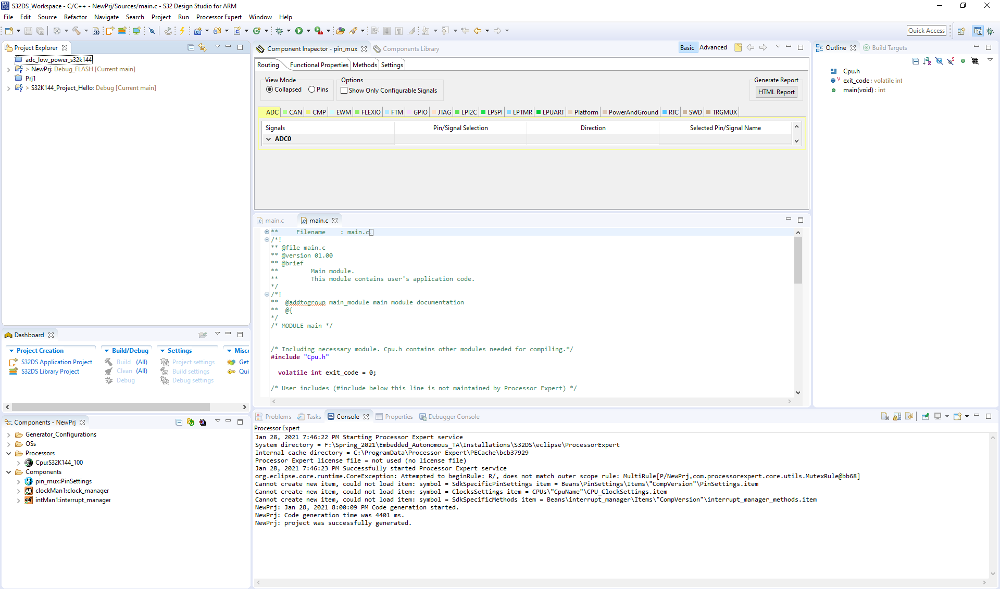 S32DS_Workspace - C/C++ - NewPrj/Sources/main.c - S32 Design Studio for ARM
File Edit Source Refactor Navigate Search Project Run Processor Expert Window Help
Quick Access
Project Explorer
adc_low_power_s32k144
> NewPrj: Debug_FLASH [Current main]
Prj1
> S32K144_Project_Hello: Debug [Current main]
Component Inspector - pin_mux Components Library
Basic Advanced
Routing Functional Properties Methods Settings
View Mode
Collapsed Pins
Options
Show Only Configurable Signals
Generate Report
HTML Report
ADC CAN CMP EWM FLEXIO FTM GPIO JTAG LPI2C LPSPI LPTMR LPUART Platform PowerAndGround RTC SWD TRGMUX
Signals Pin/Signal Selection Direction Selected Pin/Signal Name
ADC0
Outline Build Targets
Cpu.h
exit_code : volatile int
main(void) : int
main.c main.c
** Filename : main.c
/*!
** @file main.c
** @version 01.00
** @brief
** Main module.
** This module contains user's application code.
*/
/*!
** @addtogroup main_module main module documentation
** @{
*/
/* MODULE main */
/* Including necessary module. Cpu.h contains other modules needed for compiling.*/
#include "Cpu.h"
volatile int exit_code = 0;
/* User includes (#include below this line is not maintained by Processor Expert) */
Dashboard
Project Creation Build/Debug Settings Misc
S32DS Application Project Build (All) Project settings Get
S32DS Library Project Clean (All) Build settings Qui
Debug Debug settings
Components - NewPrj
Generator_Configurations
OSs
Processors
Cpu:S32K144_100
Components
pin_mux:PinSettings
clockMan1:clock_manager
intMan1:interrupt_manager
Problems Tasks Console Properties Debugger Console
Processor Expert
Jan 28, 2021 7:46:22 PM Starting Processor Expert service
System directory = F:\Spring_2021\Embedded_Autonomous_TA\Installations\S32DS\eclipse\ProcessorExpert
Internal cache directory = C:\ProgramData\Processor Expert\PECache\bcb37929
Processor Expert license file = not used (no license file)
Jan 28, 2021 7:46:23 PM Successfully started Processor Expert service
org.eclipse.core.runtime.CoreException: Attempted to beginRule: R/, does not match outer scope rule: MultiRule[P/NewPrj,com.processorexpert.core.utils.MutexRule@bb68]
Cannot create new item, could not load item: symbol = SdkSpecificPinSettings item = Beans\PinSettings\Items\"CompVersion"\PinSettings.item
Cannot create new item, could not load item: symbol = ClocksSettings item = CPUs\"CpuName"\CPU_ClockSettings.item
Cannot create new item, could not load item: symbol = SdkSpecificMethods item = Beans\interrupt_manager\Items\"CompVersion"\interrupt_manager_methods.item
NewPrj: Jan 28, 2021 8:00:09 PM Code generation started.
NewPrj: Code generation time was 4401 ms.
NewPrj: project was successfully generated.